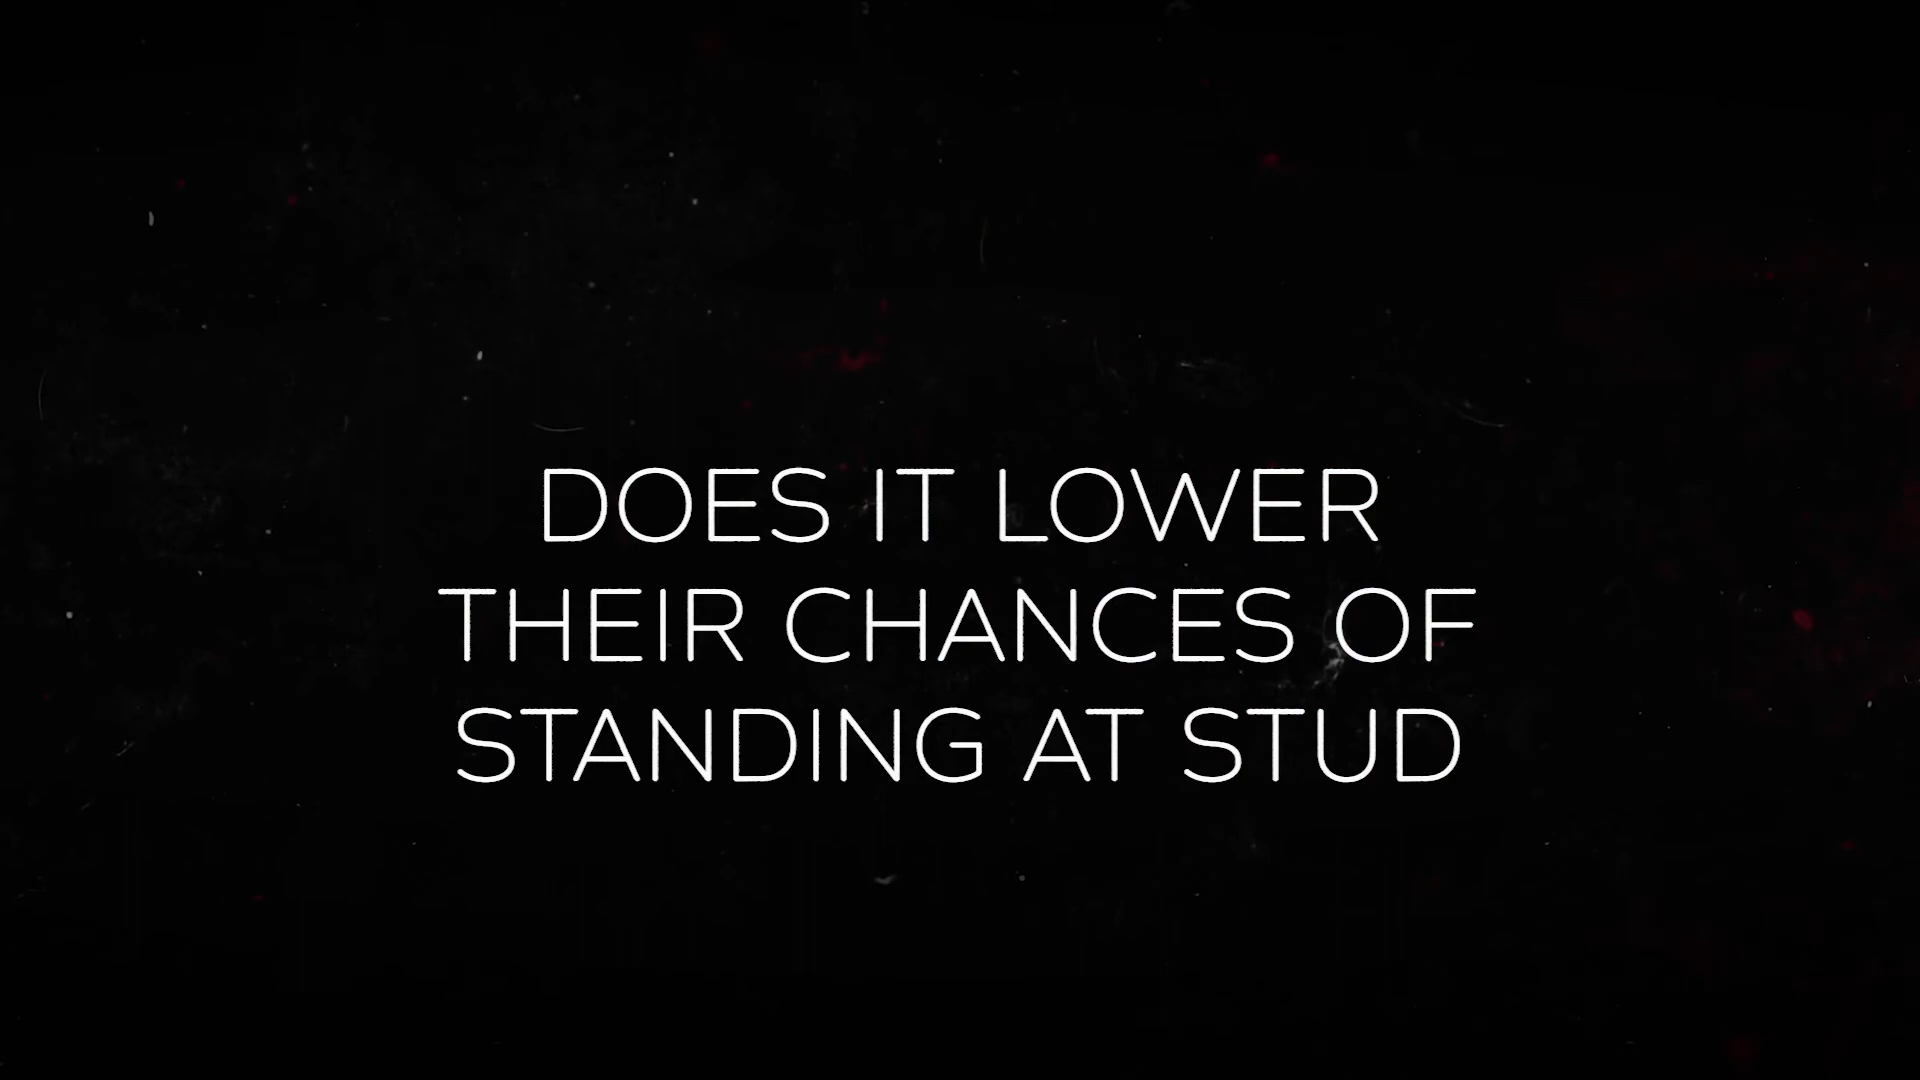 DOES IT LOWER
THEIR CHANCES OF
STANDING AT STUD